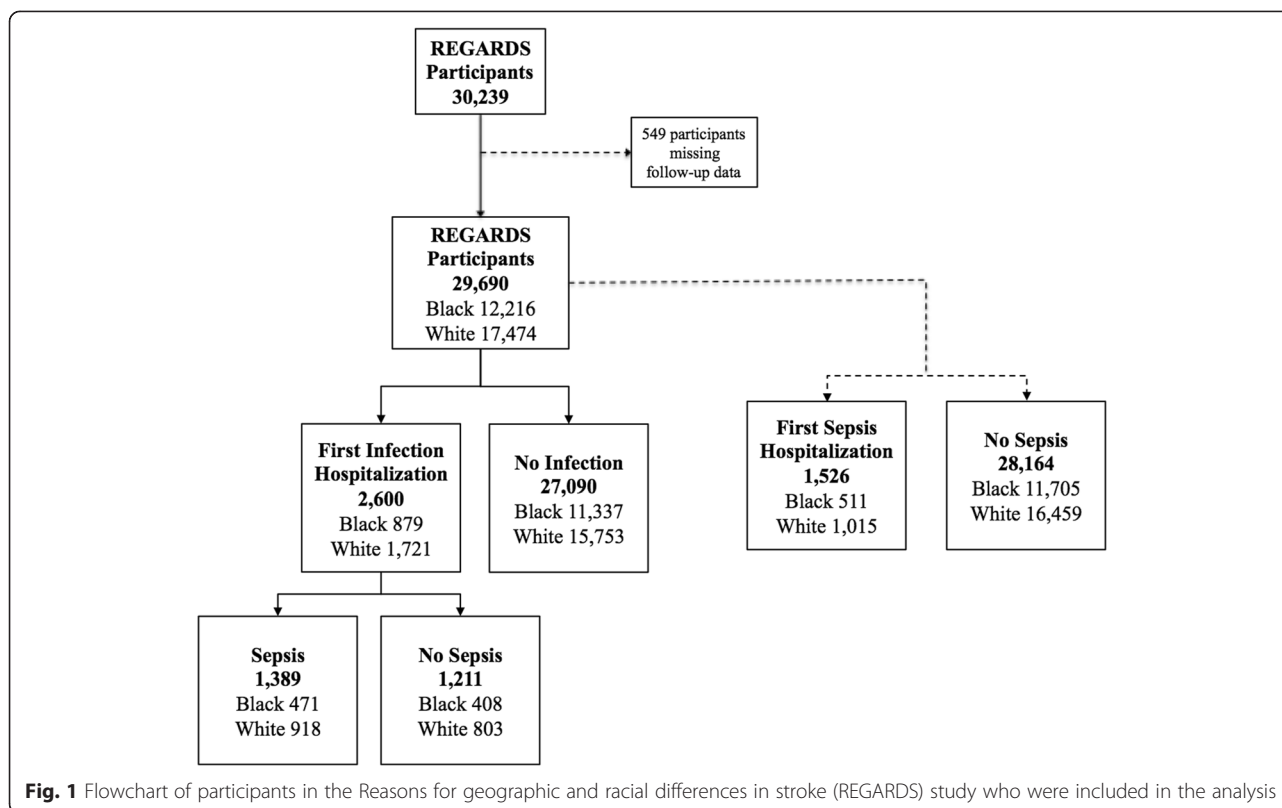 REGARDS
Participants
30,239
549 participants
missing
follow-up data
REGARDS
Participants
29,690
Black 12,216
White 17,474
First Infection
Hospitalization
2,600
Black 879
White 1,721
No Infection
27,090
Black 11,337
White 15,753
First Sepsis
Hospitalization
1,526
Black 511
White 1,015
No Sepsis
28,164
Black 11,705
White 16,459
Sepsis
1,389
Black 471
White 918
No Sepsis
1,211
Black 408
White 803
Fig. 1 Flowchart of participants in the Reasons for geographic and racial differences in stroke (REGARDS) study who were included in the analysis